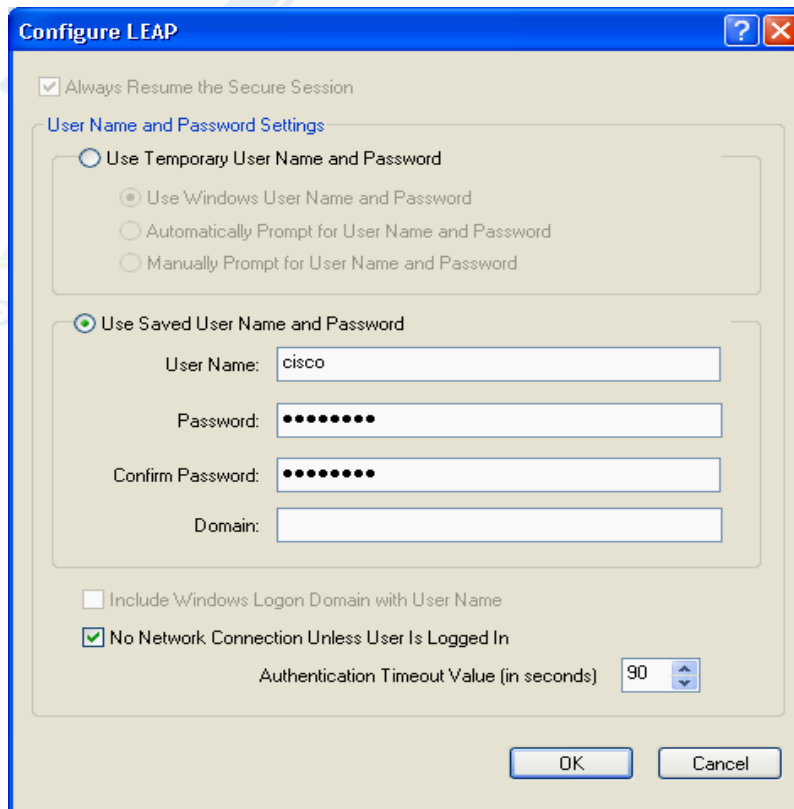 Configure LEAP
Always Resume the Secure Session
User Name and Password Settings
Use Temporary User Name and Password
Use Windows User Name and Password
Automatically Prompt for User Name and Password
Manually Prompt for User Name and Password
Use Saved User Name and Password
User Name: cisco
Password: ••••••••
Confirm Password: ••••••••
Domain:
Include Windows Logon Domain with User Name
No Network Connection Unless User Is Logged In
Authentication Timeout Value (in seconds) 90
OK Cancel